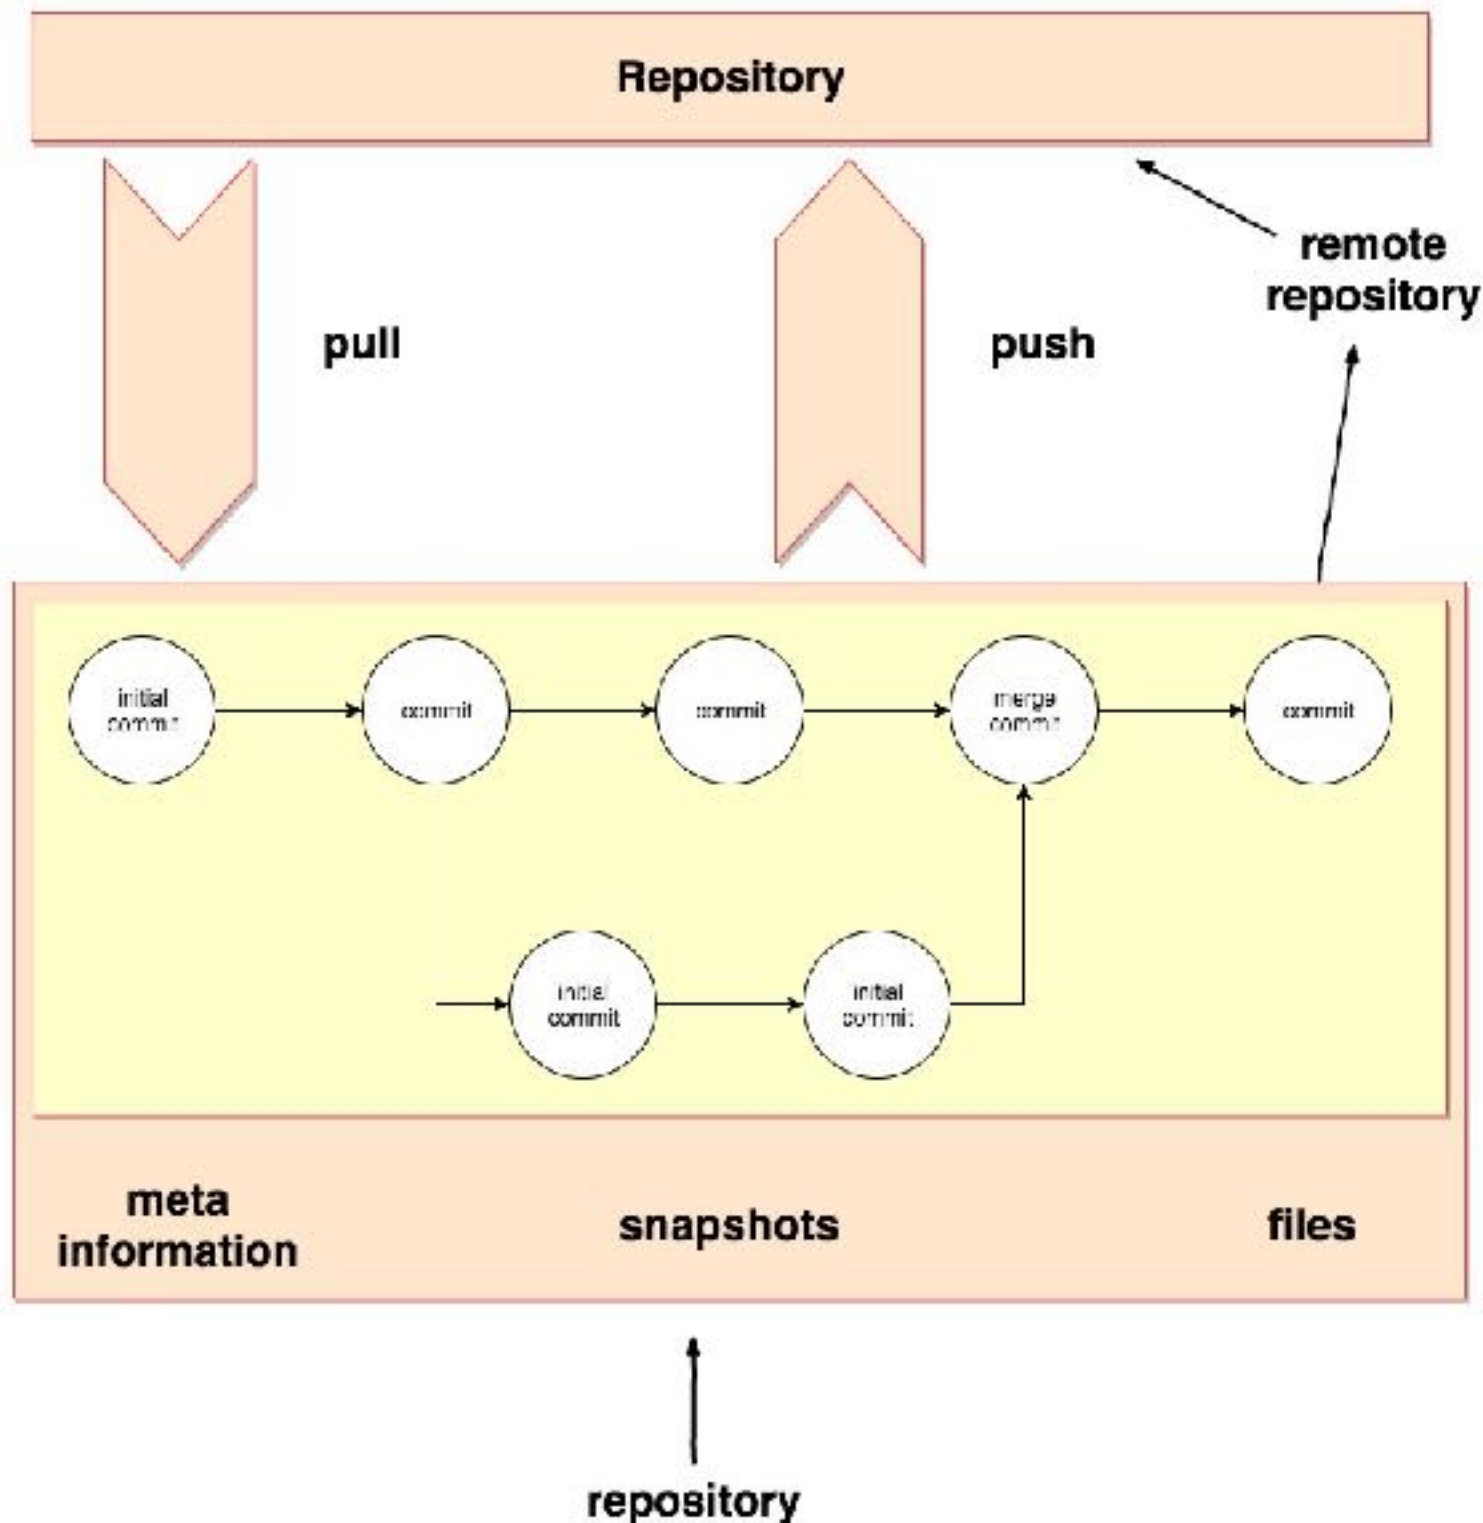 Repository
pull
push
remote
repository
initial
commit
commit
commit
merge
commit
commit
initial
commit
initial
commit
meta
information
snapshots
files
repository